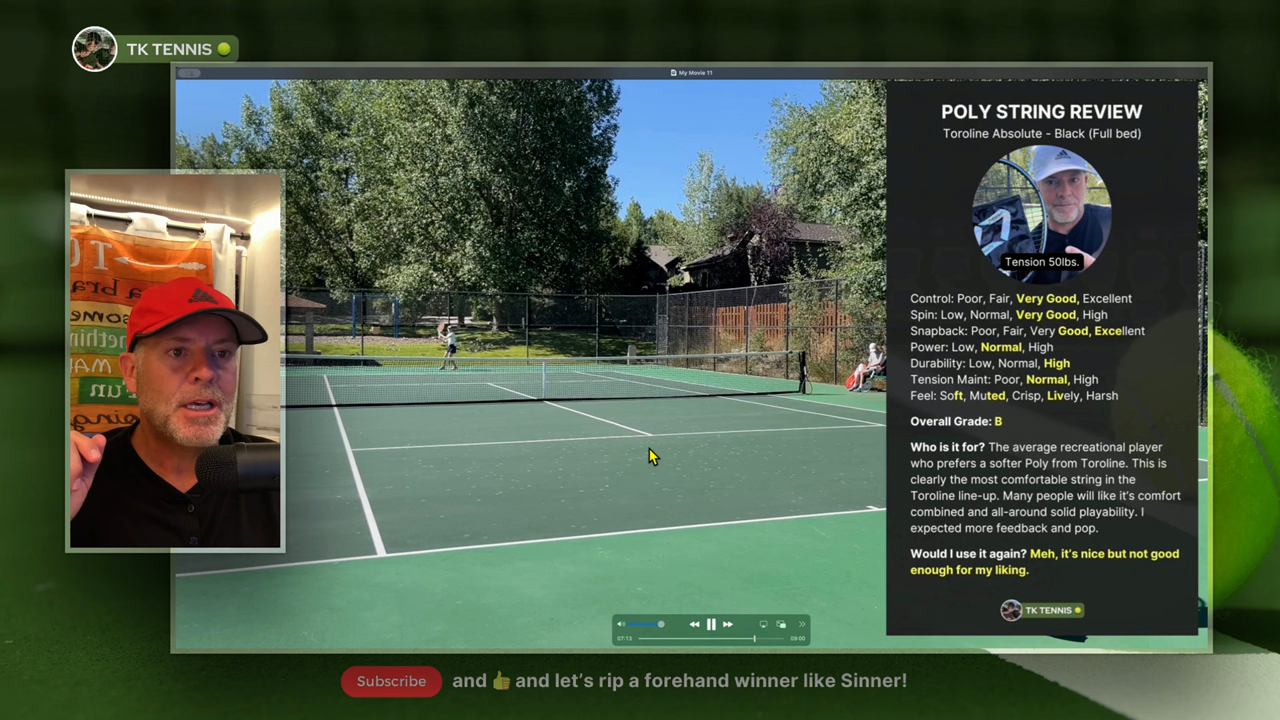 TK TENNIS
My Movie 11
POLY STRING REVIEW
Toroline Absolute - Black (Full bed)
Tension 50lbs.
Control: Poor, Fair, Very Good, Excellent
Spin: Low, Normal, Very Good, High
Snapback: Poor, Fair, Very Good, Excellent
Power: Low, Normal, High
Durability: Low, Normal, High
Tension Maint: Poor, Normal, High
Feel: Soft, Muted, Crisp, Lively, Harsh
Overall Grade: B
Who is it for? The average recreational player
who prefers a softer Poly from Toroline. This is
clearly the most comfortable string in the
Toroline line-up. Many people will like it's comfort
combined and all-around solid playability. I
expected more feedback and pop.
Would I use it again? Meh, it's nice but not good
enough for my liking.
TK TENNIS
07:13
09:00
Subscribe and 👍 and let's rip a forehand winner like Sinner!